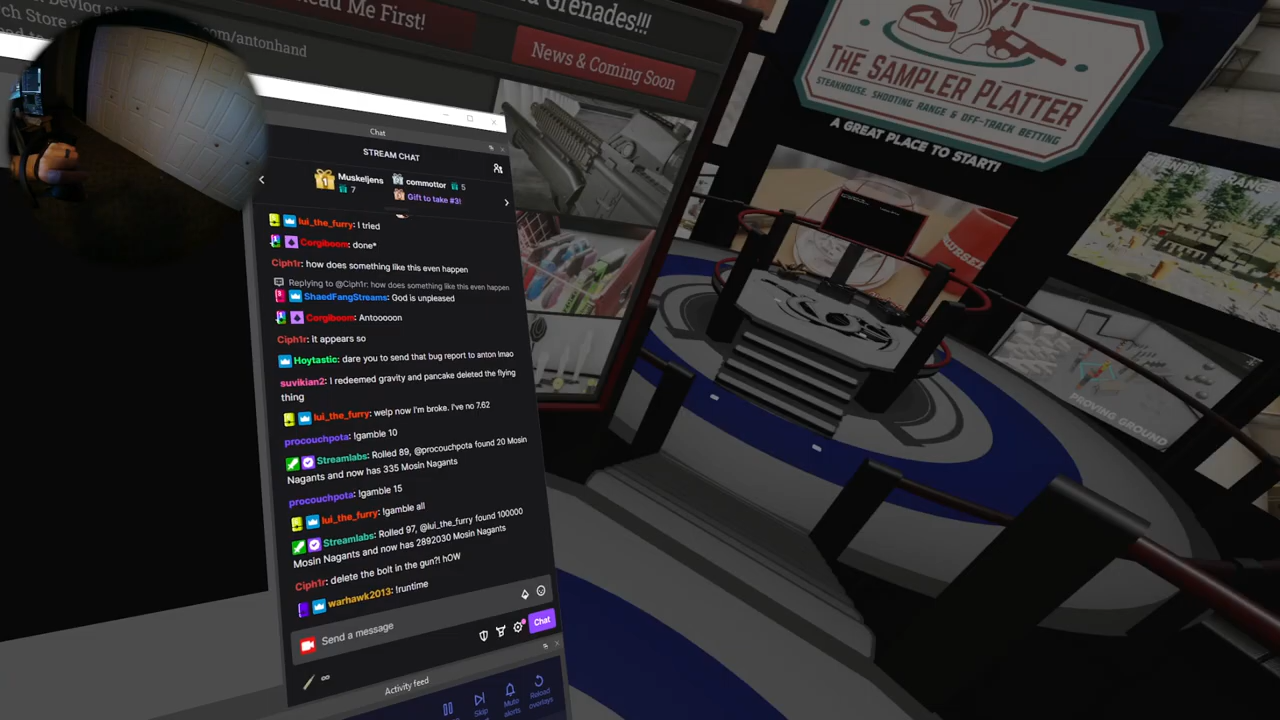 Devlog at
ch Store a
.com/antonhand
ead Me First!
Grenades!!!
News & Coming Soon
THE SAMPLER PLATTER
STEAKHOUSE, SHOOTING RANGE & OFF-TRACK BETTING
A GREAT PLACE TO START!
PROVING GROUND
Chat
STREAM CHAT
Muskeljens
7
commottor 5
Gift to take #3!
lui_the_furry: I tried
Corgiboom: done*
Ciph1r: how does something like this even happen
Replying to @Ciph1r: how does something like this even happen
ShaedFangStreams: God is unpleased
Corgiboom: Antooooon
Ciph1r: It appears so
Hoytastic: dare you to send that bug report to anton lmao
suvikian2: I redeemed gravity and pancake deleted the flying
thing
lui_the_furry: welp now I'm broke. I've no 7.62
procouchpota: !gamble 10
Streamlabs: Rolled 89, @procouchpota found 20 Mosin
Nagants and now has 335 Mosin Nagants
procouchpota: !gamble 15
lui_the_furry: !gamble all
Streamlabs: Rolled 97, @lui_the_furry found 100000
Mosin Nagants and now has 2892030 Mosin Nagants
Ciph1r: delete the bolt in the gun?! hOW
warhawk2013: !runtime
Send a message
Chat
Activity feed
Skip
Mute
alerts
Reload
overlays